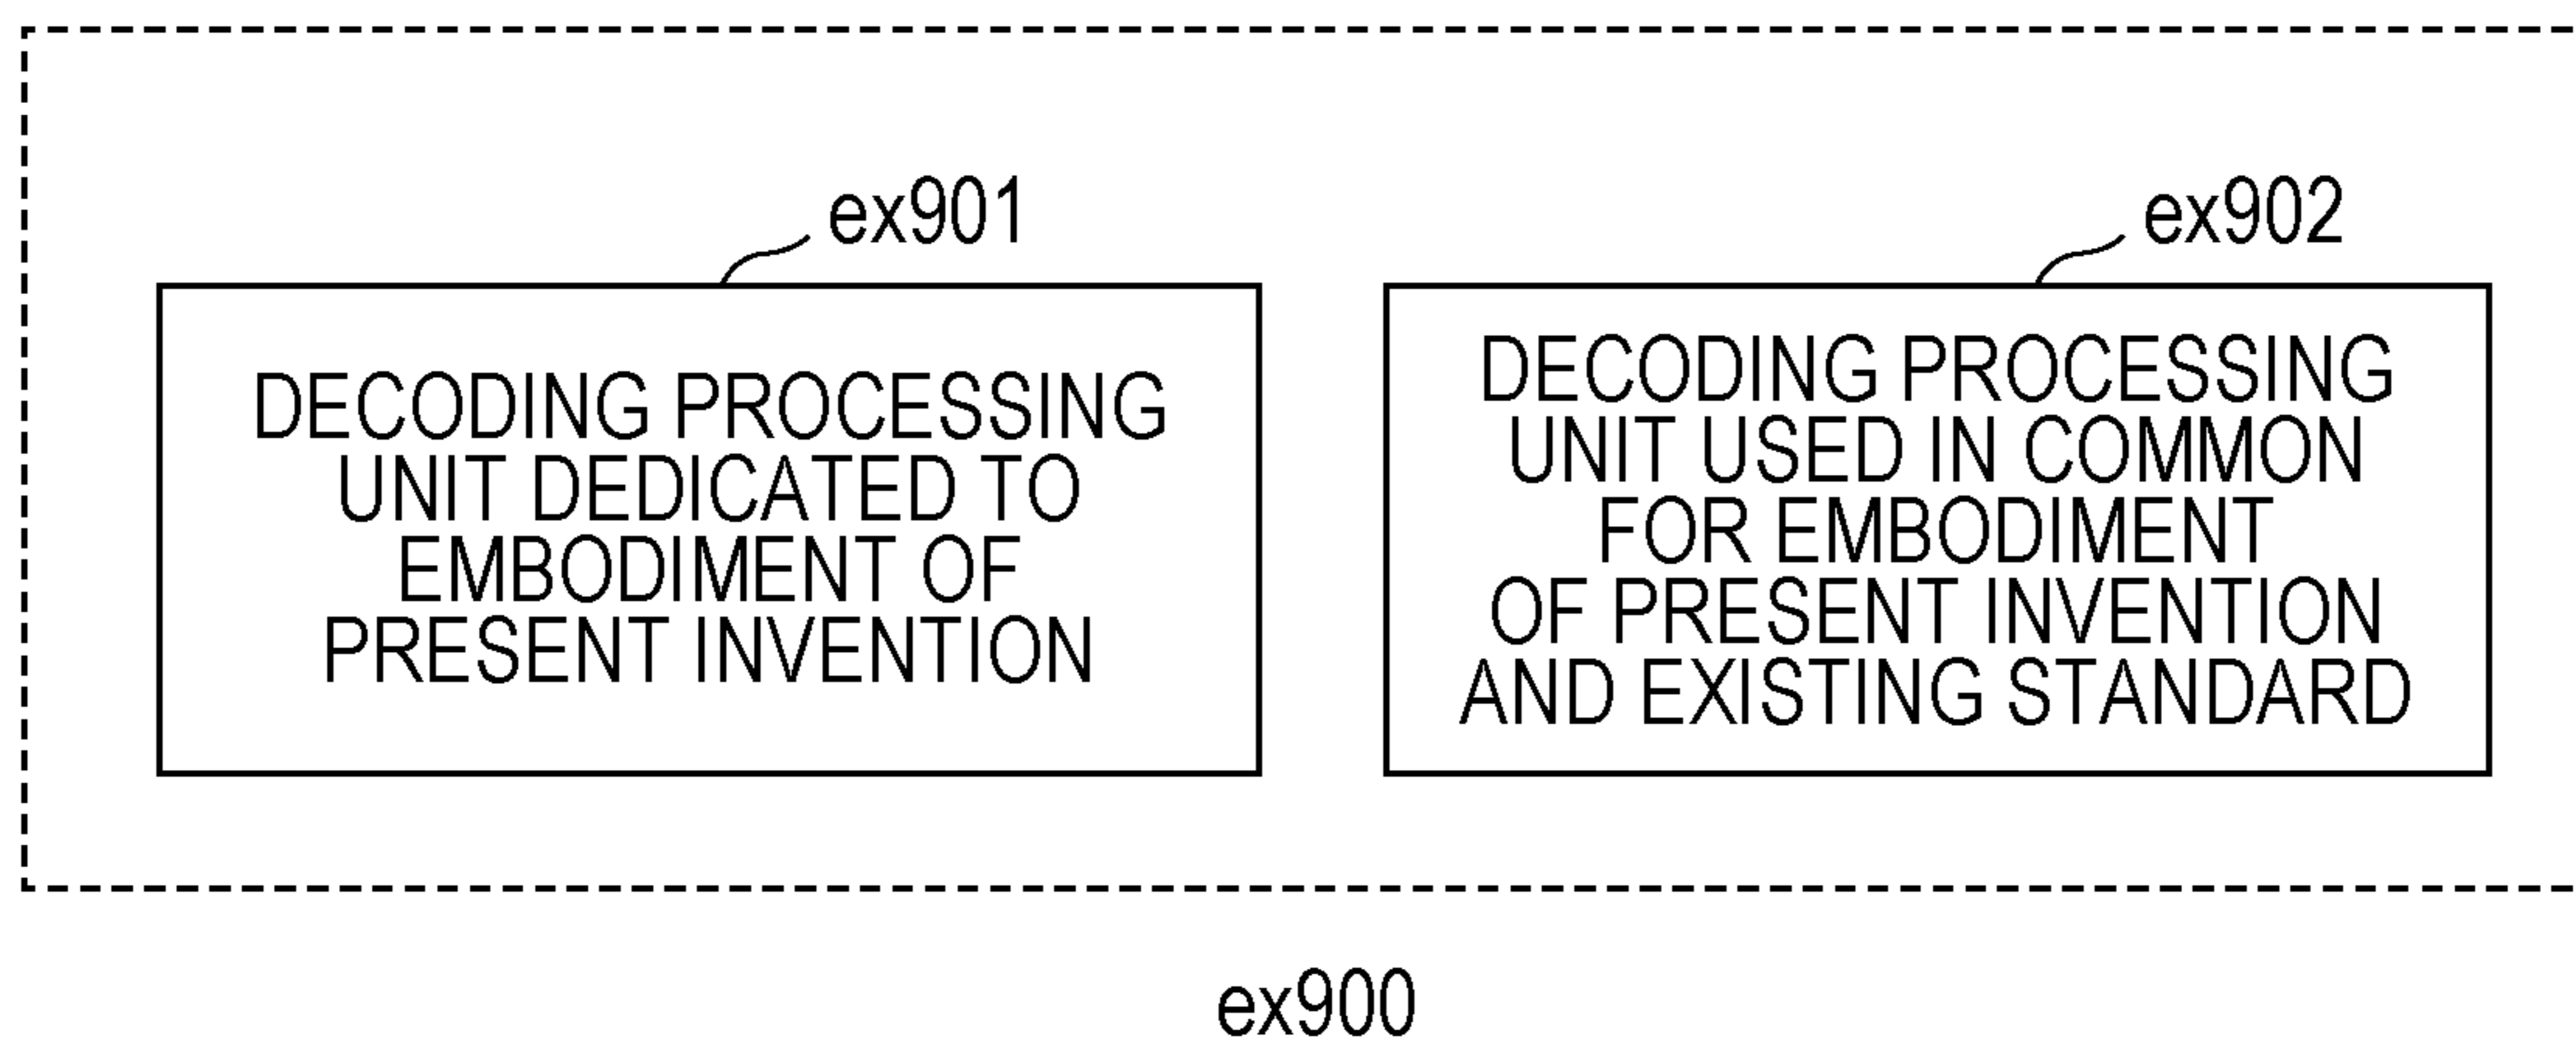 ex901
DECODING PROCESSING
UNIT DEDICATED TO
EMBODIMENT OF
PRESENT INVENTION
ex902
DECODING PROCESSING
UNIT USED IN COMMON
FOR EMBODIMENT
OF PRESENT INVENTION
AND EXISTING STANDARD
ex900